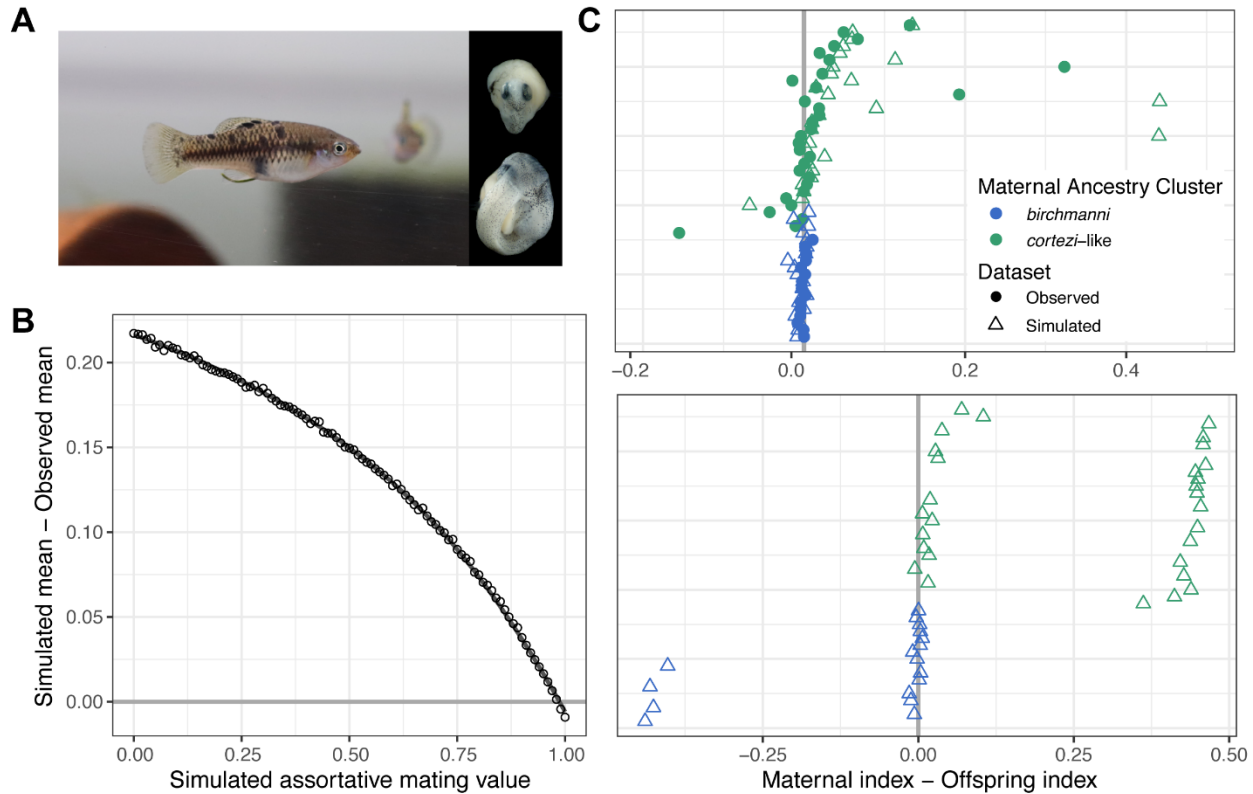 A
B
0.20
0.15
0.10
0.05
0.00
Simulated mean − Observed mean
0.00
0.25
0.50
0.75
1.00
Simulated assortative mating value
C
Maternal Ancestry Cluster
birchmanni
cortezi−like
Dataset
Observed
Simulated
−0.2
0.0
0.2
0.4
−0.25
0.00
0.25
0.50
Maternal index − Offspring index